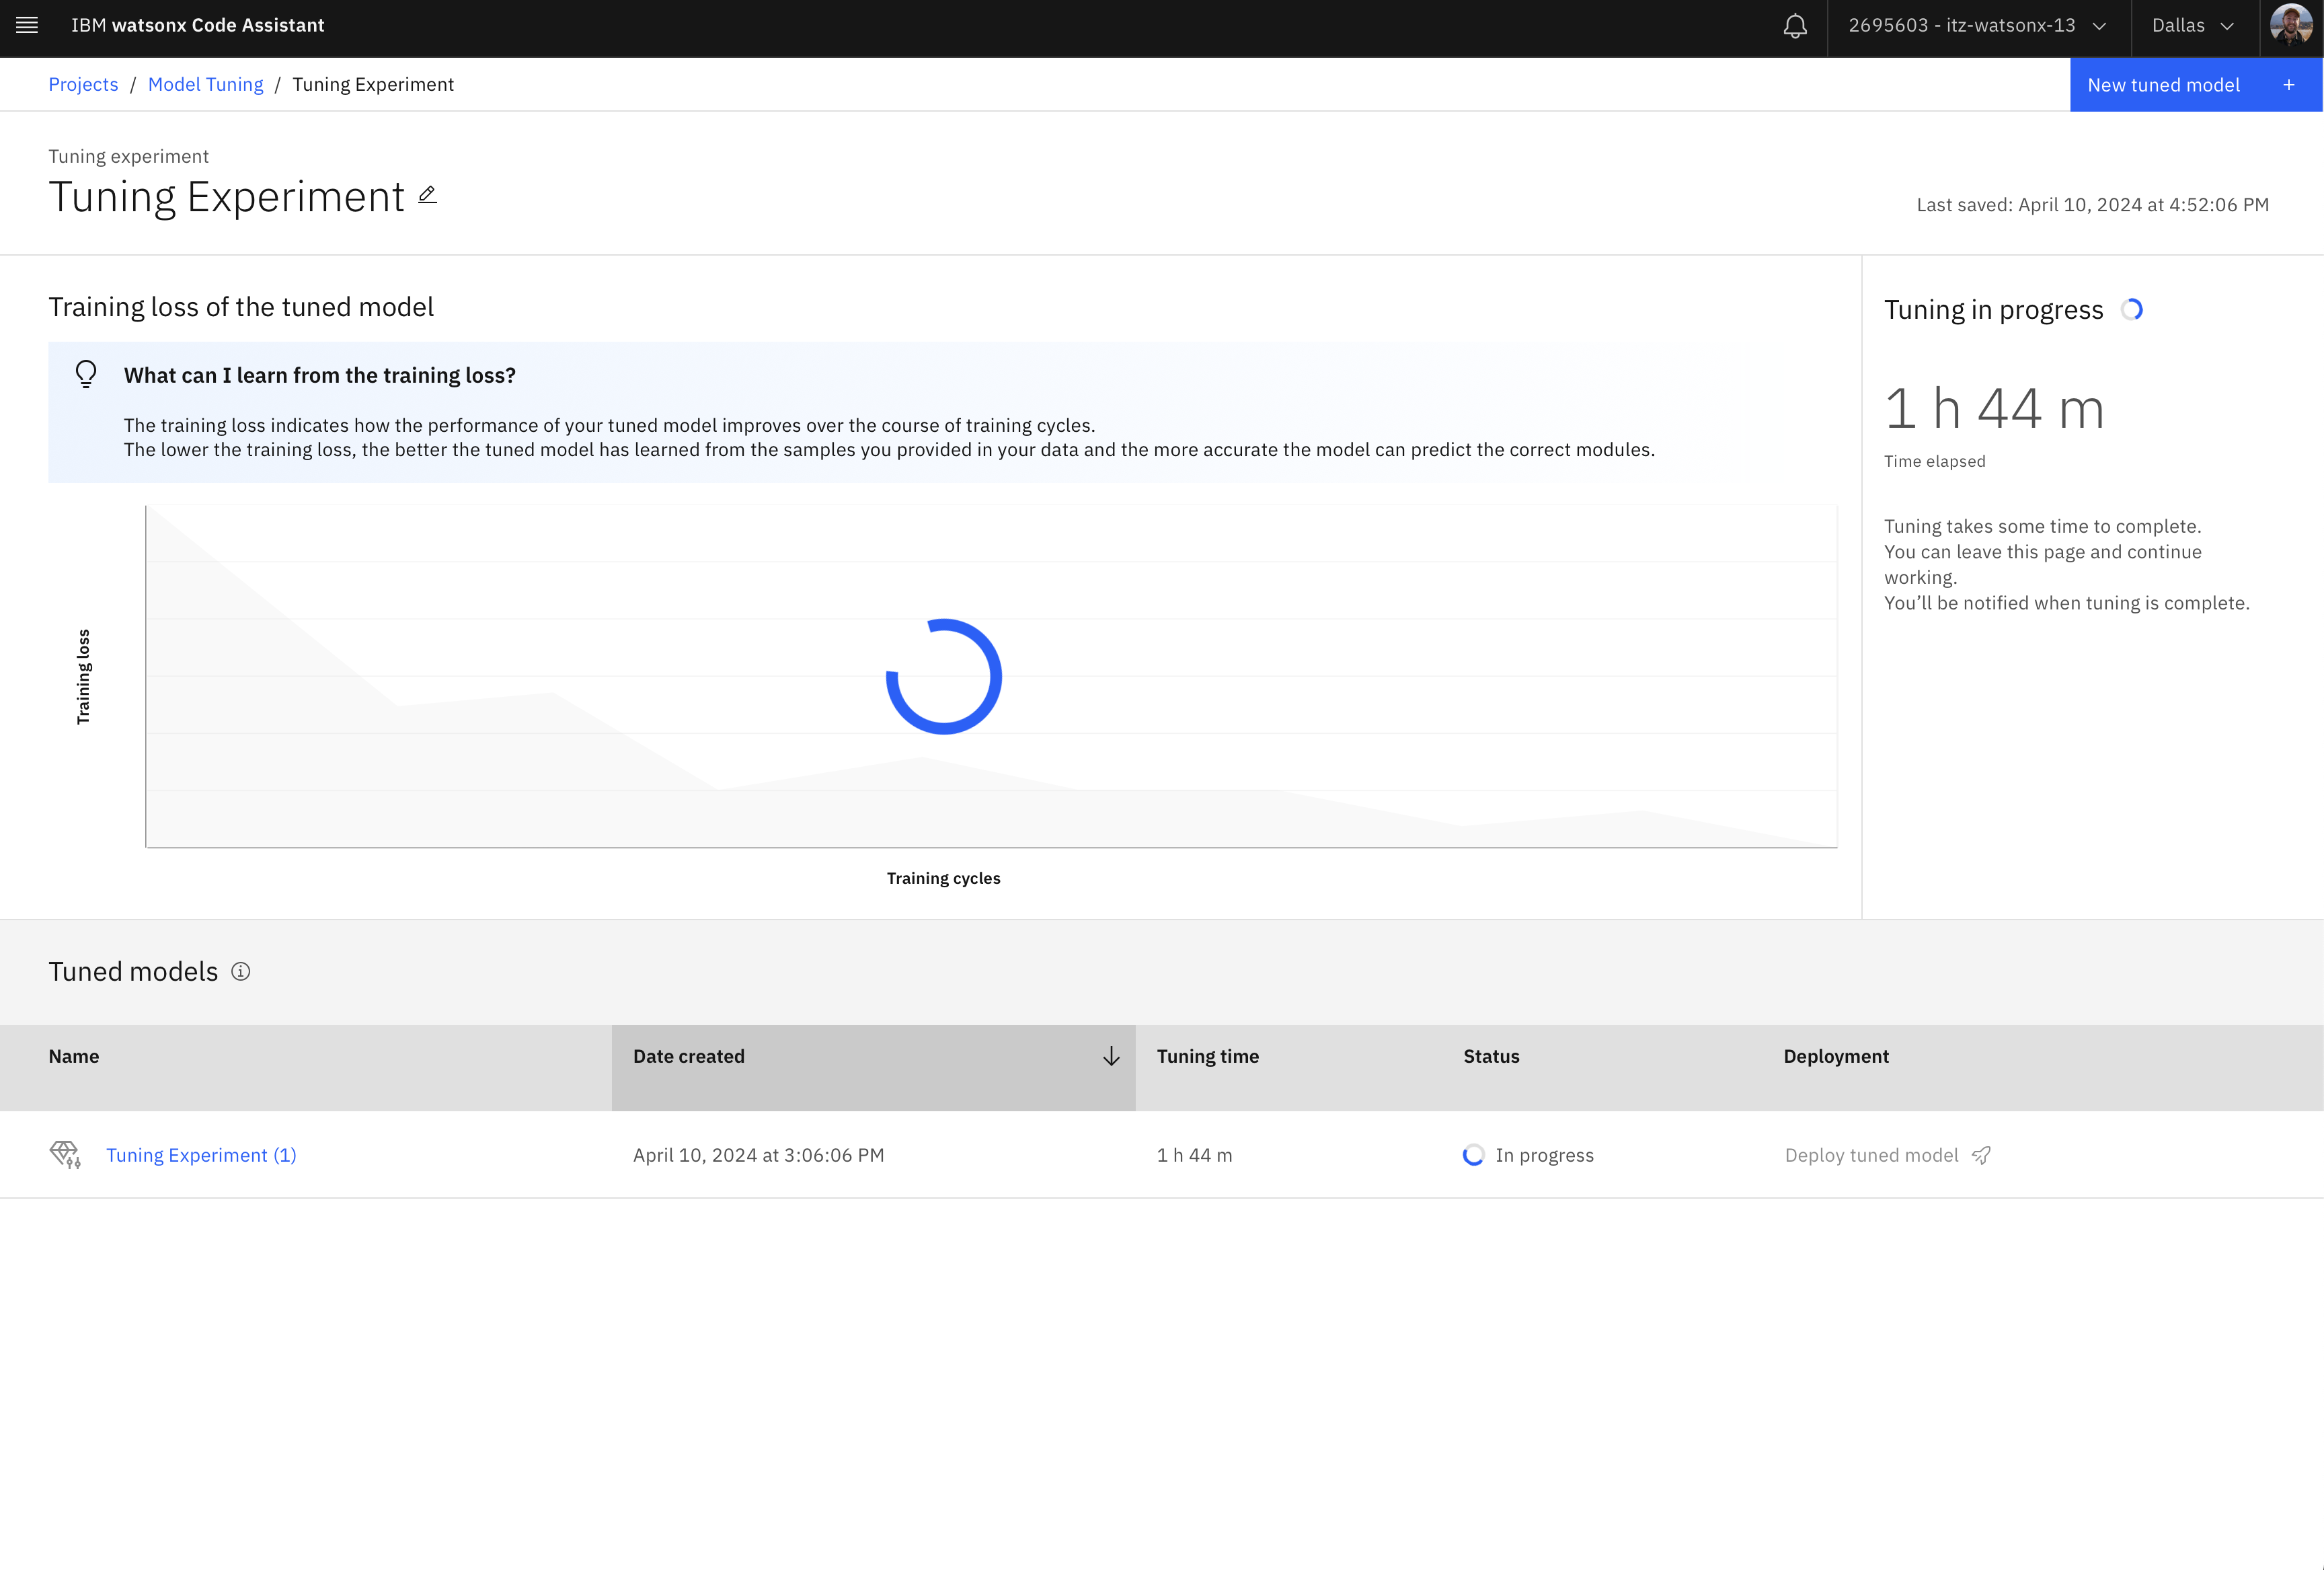 IBM watsonx Code Assistant
2695603 - itz-watsonx-13
Dallas
Projects / Model Tuning / Tuning Experiment
New tuned model +
Tuning experiment
Tuning Experiment
Last saved: April 10, 2024 at 4:52:06 PM
Training loss of the tuned model
What can I learn from the training loss?
The training loss indicates how the performance of your tuned model improves over the course of training cycles.
The lower the training loss, the better the tuned model has learned from the samples you provided in your data and the more accurate the model can predict the correct modules.
Training loss
Training cycles
Tuning in progress
1 h 44 m
Time elapsed
Tuning takes some time to complete.
You can leave this page and continue
working.
You’ll be notified when tuning is complete.
Tuned models
Name
Date created
Tuning time
Status
Deployment
Tuning Experiment (1)
April 10, 2024 at 3:06:06 PM
1 h 44 m
In progress
Deploy tuned model